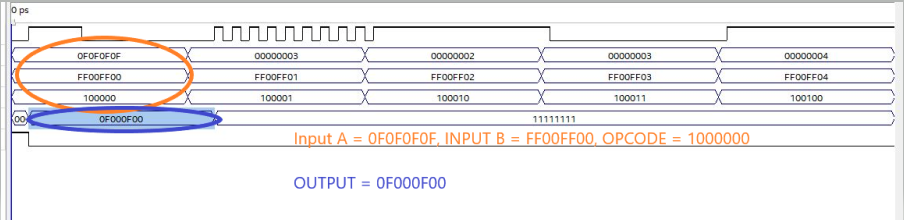 0 ps
0F0F0F0F 00000003 00000002 00000003 00000004
FF00FF00 FF00FF01 FF00FF02 FF00FF03 FF00FF04
100000 100001 100010 100011 100100
00 0F000F00 11111111
Input A = 0F0F0F0F, INPUT B = FF00FF00, OPCODE = 1000000
OUTPUT = 0F000F00